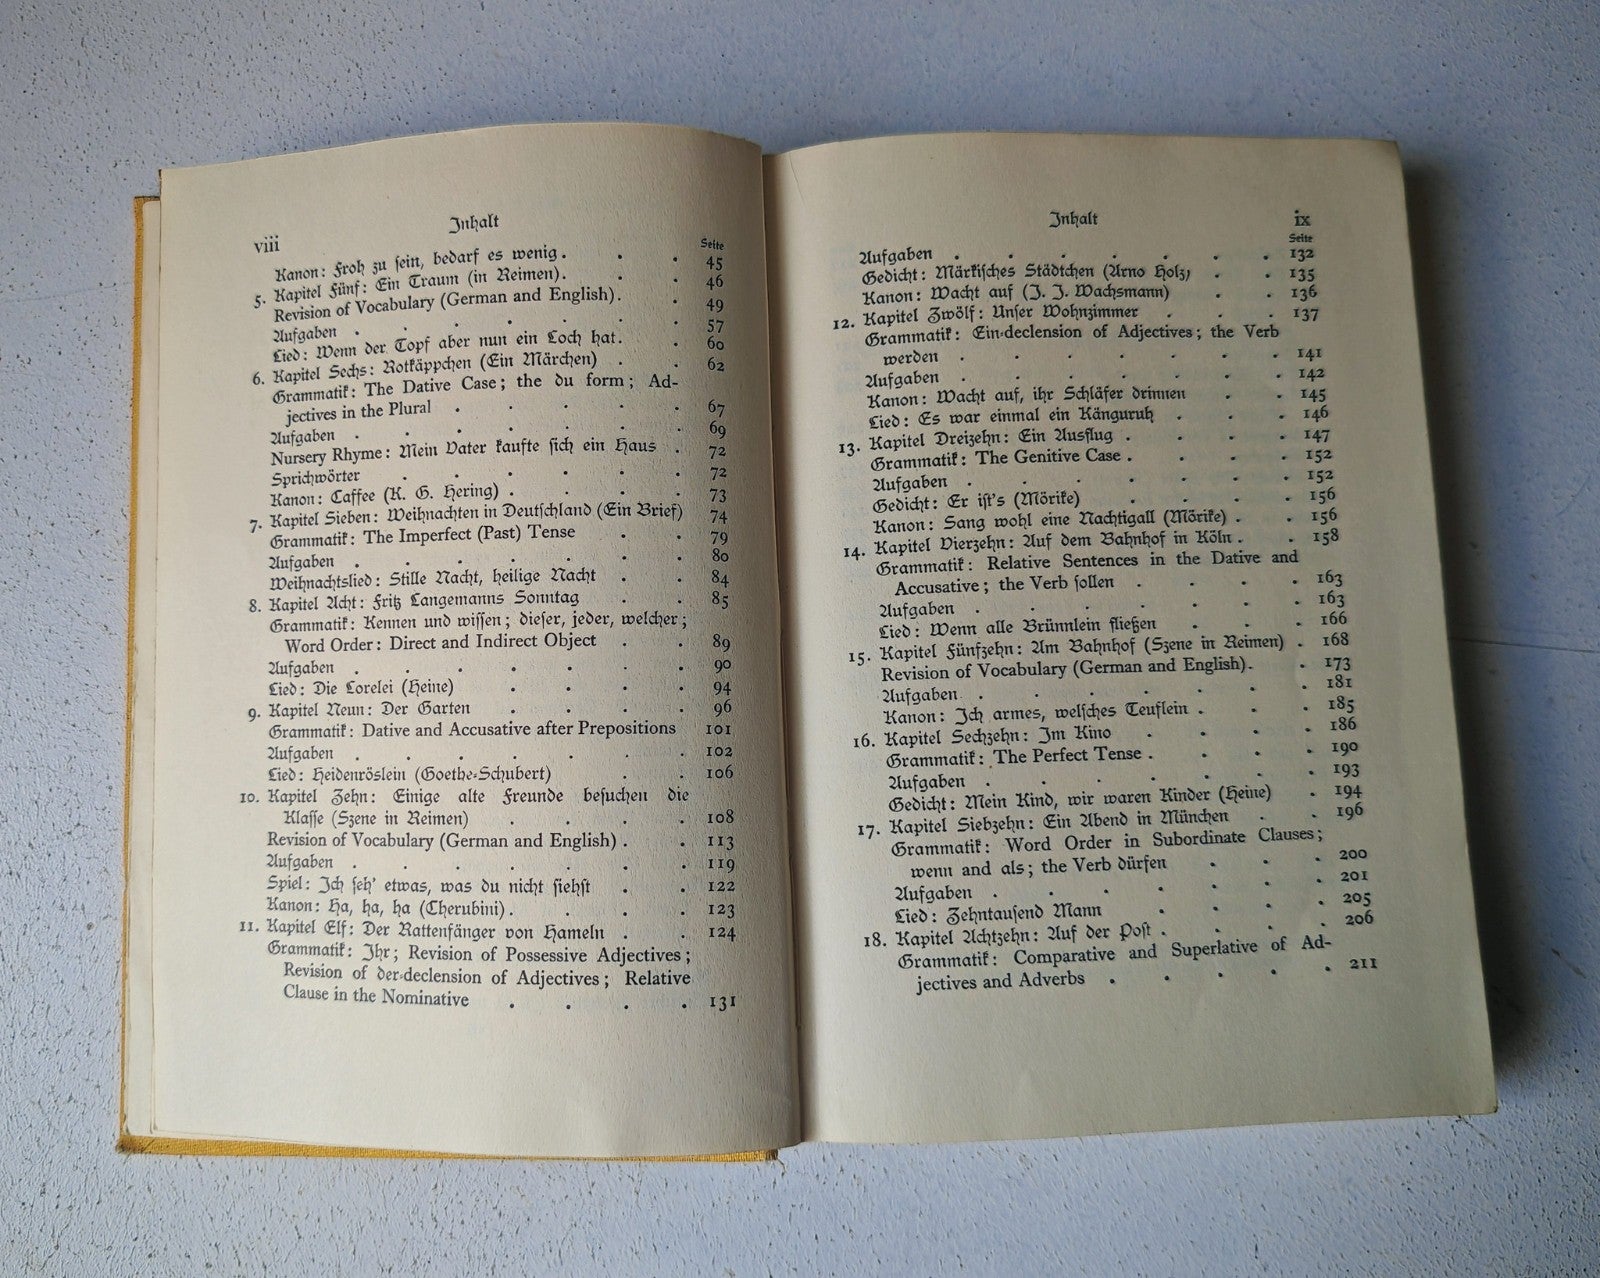 viii
Inhalt
Seite
Kanon: Froh zu sein, bedarf es wenig . . . 45
5. Kapitel Fünf: Ein Traum (in Reimen) . . . 46
Revision of Vocabulary (German and English) . . 49
Aufgaben . . . . . . . 57
Lied: Wenn der Topf aber nun ein Loch hat . . 60
6. Kapitel Sechs: Rotkäppchen (Ein Märchen) . . 62
Grammatik: The Dative Case; the du form; Ad-
jectives in the Plural . . . . . 67
Aufgaben . . . . . . . 69
Nursery Rhyme: Mein Vater kaufte sich ein Haus . 72
Sprichwörter . . . . . . 72
Kanon: Caffee (K. G. Hering) . . . . 73
7. Kapitel Sieben: Weihnachten in Deutschland (Ein Brief) 74
Grammatik: The Imperfect (Past) Tense . . 79
Aufgaben . . . . . . . 80
Weihnachtslied: Stille Nacht, heilige Nacht . . 84
8. Kapitel Acht: Fritz Langemanns Sonntag . . 85
Grammatik: Kennen und wissen; dieser, jeder, welcher;
Word Order: Direct and Indirect Object . . 89
Aufgaben . . . . . . . 90
Lied: Die Lorelei (Heine) . . . . 94
9. Kapitel Neun: Der Garten . . . . 96
Grammatik: Dative and Accusative after Prepositions 101
Aufgaben . . . . . . . 102
Lied: Heidenröslein (Goethe-Schubert) . . 106
10. Kapitel Zehn: Einige alte Freunde besuchen die
Klasse (Szene in Reimen) . . . . 108
Revision of Vocabulary (German and English) . . 113
Aufgaben . . . . . . . 119
Spiel: Ich seh' etwas, was du nicht siehst . . 122
Kanon: Ha, ha, ha (Cherubini) . . . . 123
11. Kapitel Elf: Der Rattenfänger von Hameln . . 124
Grammatik: Ihr; Revision of Possessive Adjectives;
Revision of der-declension of Adjectives; Relative
Clause in the Nominative . . . . 131
Inhalt
ix
Seite
Aufgaben . . . . . . . 132
Gedicht: Märkisches Städtchen (Arno Holz) . . 135
Kanon: Wacht auf (J. J. Wachsmann) . . 136
12. Kapitel Zwölf: Unser Wohnzimmer . . . 137
Grammatik: Ein-declension of Adjectives; the Verb
werden . . . . . . . 141
Aufgaben . . . . . . . 142
Kanon: Wacht auf, ihr Schläfer drinnen . . 145
Lied: Es war einmal ein Känguruh . . . 146
13. Kapitel Dreizehn: Ein Ausflug . . . . 147
Grammatik: The Genitive Case . . . . 152
Aufgaben . . . . . . . 152
Gedicht: Er ist's (Mörike) . . . . 156
Kanon: Sang wohl eine Nachtigall (Mörike) . . 156
14. Kapitel Vierzehn: Auf dem Bahnhof in Köln . . 158
Grammatik: Relative Sentences in the Dative and
Accusative; the Verb sollen . . . . 163
Aufgaben . . . . . . . 163
Lied: Wenn alle Brünnlein fließen . . . 166
15. Kapitel Fünfzehn: Am Bahnhof (Szene in Reimen) . 168
Revision of Vocabulary (German and English) . . 173
Aufgaben . . . . . . . 181
Kanon: Ich armes, welsches Teuflein . . . 185
16. Kapitel Sechzehn: Im Kino . . . . 186
Grammatik: The Perfect Tense . . . . 190
Aufgaben . . . . . . . 193
Gedicht: Mein Kind, wir waren Kinder (Heine) . 194
17. Kapitel Siebzehn: Ein Abend in München . . 196
Grammatik: Word Order in Subordinate Clauses;
wenn and als; the Verb dürfen . . . 200
Aufgaben . . . . . . . 201
Lied: Zehntausend Mann . . . . 205
18. Kapitel Achtzehn: Auf der Post . . . . 206
Grammatik: Comparative and Superlative of Ad-
jectives and Adverbs . . . . . 211